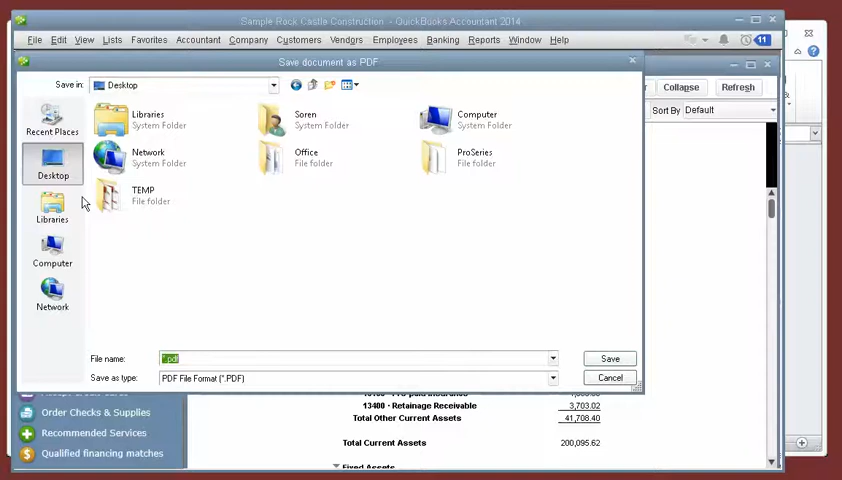 Sample Rock Castle Construction - QuickBooks Accountant 2014
File Edit View Lists Favorites Accountant Company Customers Vendors Employees Banking Reports Window Help
11
Save document as PDF
Save in: Desktop
Collapse Refresh
Sort By Default
Recent Places
Desktop
Libraries
Computer
Network
Libraries
System Folder
Soren
System Folder
Computer
System Folder
Network
System Folder
Office
File folder
ProSeries
File folder
TEMP
File folder
File name: *.pdf
Save
Save as type: PDF File Format (*.PDF)
Cancel
Order Checks & Supplies
Recommended Services
Qualified financing matches
13400 · Retainage Receivable 3,703.02
Total Other Current Assets 41,708.40
Total Current Assets 200,095.62
Fixed Assets